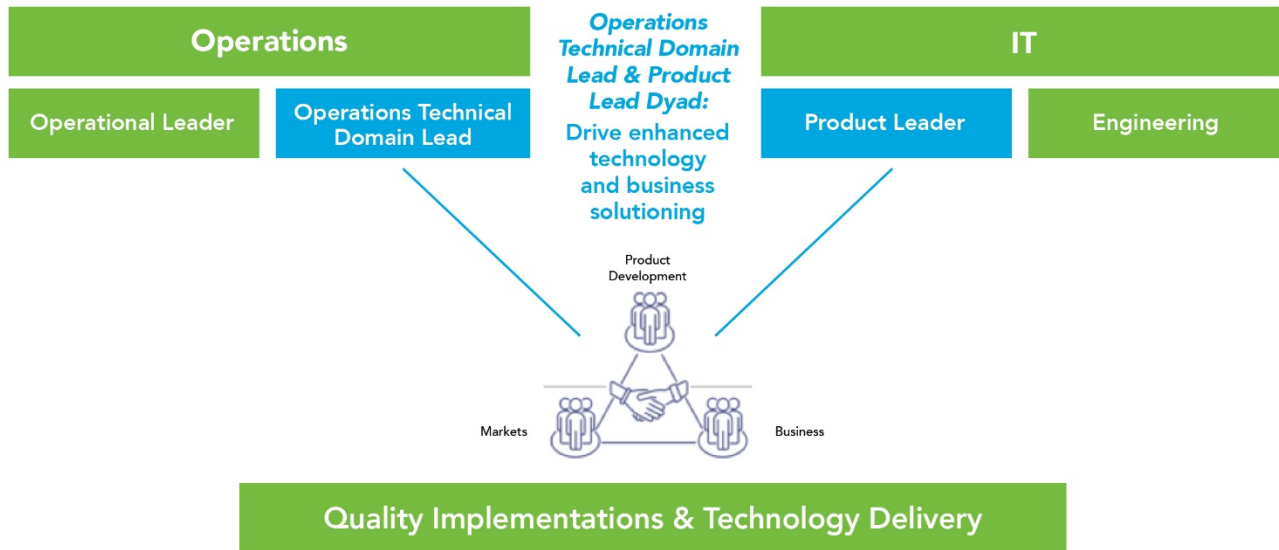 Operations
Operational Leader
Operations Technical
Domain Lead
Operations
Technical Domain
Lead & Product
Lead Dyad:
Drive enhanced
technology
and business
solutioning
IT
Product Leader
Engineering
Product
Development
Markets
Business
Quality Implementations & Technology Delivery